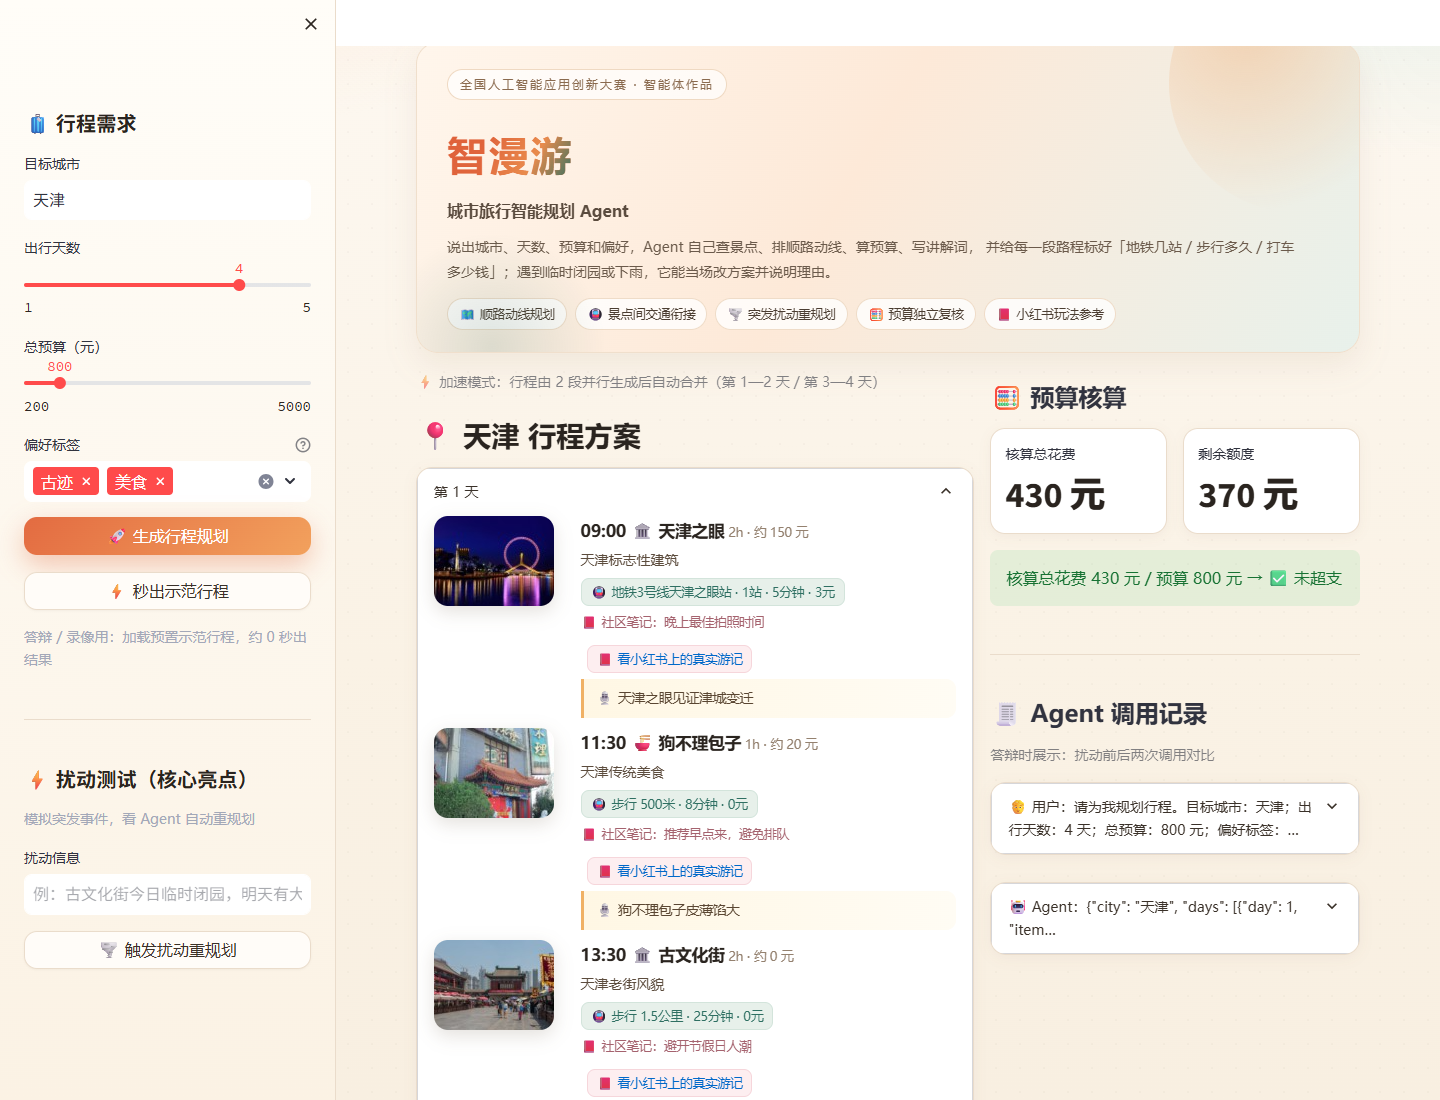 行程需求
目标城市
天津
出行天数
4
1
5
总预算（元）
800
200
5000
偏好标签
古迹
美食
生成行程规划
秒出示范行程
答辩 / 录像用：加载预置示范行程，约 0 秒出
结果
扰动测试（核心亮点）
模拟突发事件，看 Agent 自动重规划
扰动信息
例：古文化街今日临时闭园，明天有大
触发扰动重规划
全国人工智能应用创新大赛 · 智能体作品
智漫游
城市旅行智能规划 Agent
说出城市、天数、预算和偏好，Agent 自己查景点、排顺路动线、算预算、写讲解词， 并给每一段路程标好「地铁几站 / 步行多久 / 打车
多少钱」；遇到临时闭园或下雨，它能当场改方案并说明理由。
顺路动线规划
景点间交通衔接
突发扰动重规划
预算独立复核
小红书玩法参考
加速模式：行程由 2 段并行生成后自动合并（第 1—2 天 / 第 3—4 天）
天津 行程方案
第 1 天
09:00 天津之眼 2h · 约 150 元
天津标志性建筑
地铁3号线天津之眼站 · 1站 · 5分钟 · 3元
社区笔记：晚上最佳拍照时间
看小红书上的真实游记
天津之眼见证津城变迁
11:30 狗不理包子 1h · 约 20 元
天津传统美食
步行 500米 · 8分钟 · 0元
社区笔记：推荐早点来，避免排队
看小红书上的真实游记
狗不理包子皮薄馅大
13:30 古文化街 2h · 约 0 元
天津老街风貌
步行 1.5公里 · 25分钟 · 0元
社区笔记：避开节假日人潮
看小红书上的真实游记
预算核算
核算总花费
430 元
剩余额度
370 元
核算总花费 430 元 / 预算 800 元 → ✅ 未超支
Agent 调用记录
答辩时展示：扰动前后两次调用对比
用户：请为我规划行程。目标城市：天津；出
行天数：4 天；总预算：800 元；偏好标签：...
Agent：{"city": "天津", "days": [{"day": 1,
"item...